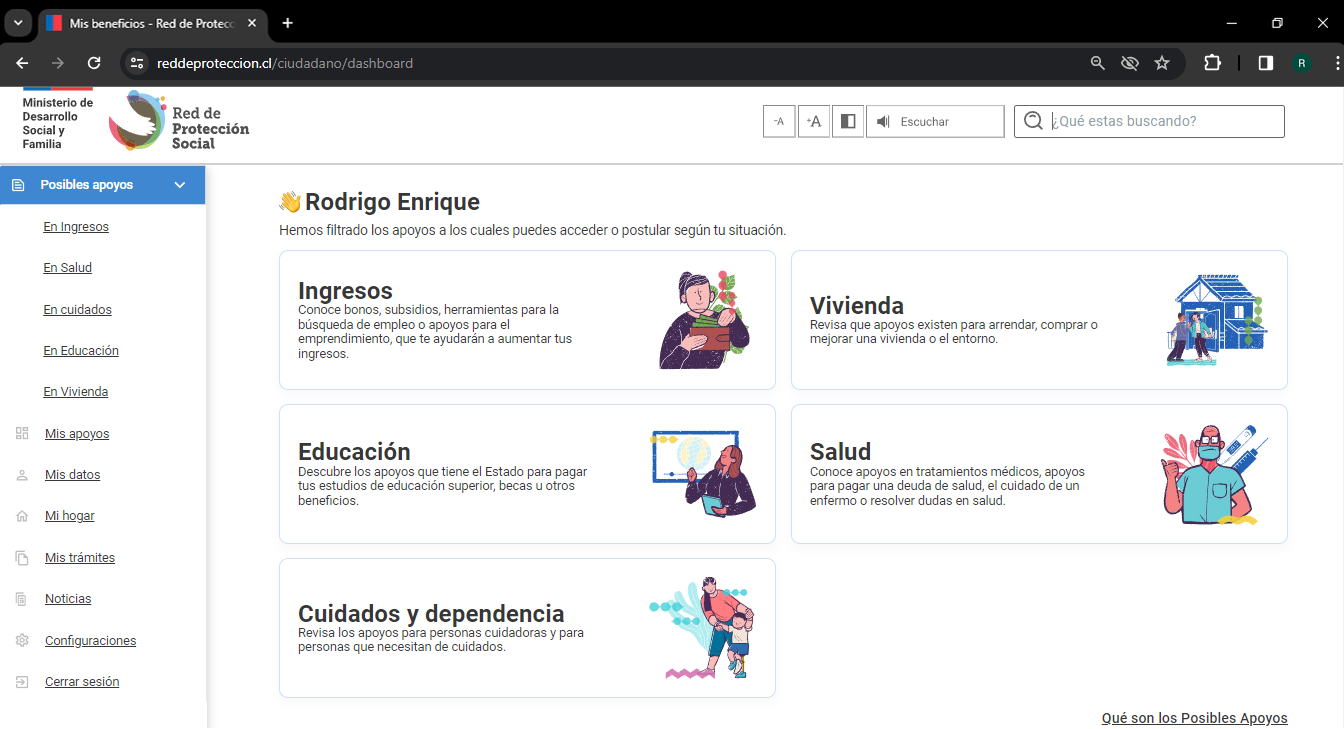 Mis beneficios - Red de Protecc
reddeproteccion.cl/ciudadano/dashboard
R
Ministerio de
Desarrollo
Social y
Familia
Red de
Protección
Social
-A
+A
Escuchar
¿Qué estas buscando?
Posibles apoyos
En Ingresos
En Salud
En cuidados
En Educación
En Vivienda
Mis apoyos
Mis datos
Mi hogar
Mis trámites
Noticias
Configuraciones
Cerrar sesión
Rodrigo Enrique
Hemos filtrado los apoyos a los cuales puedes acceder o postular según tu situación.
Ingresos
Conoce bonos, subsidios, herramientas para la
búsqueda de empleo o apoyos para el
emprendimiento, que te ayudarán a aumentar tus
ingresos.
Vivienda
Revisa que apoyos existen para arrendar, comprar o
mejorar una vivienda o el entorno.
Educación
Descubre los apoyos que tiene el Estado para pagar
tus estudios de educación superior, becas u otros
beneficios.
Salud
Conoce apoyos en tratamientos médicos, apoyos
para pagar una deuda de salud, el cuidado de un
enfermo o resolver dudas en salud.
Cuidados y dependencia
Revisa los apoyos para personas cuidadoras y para
personas que necesitan de cuidados.
Qué son los Posibles Apoyos